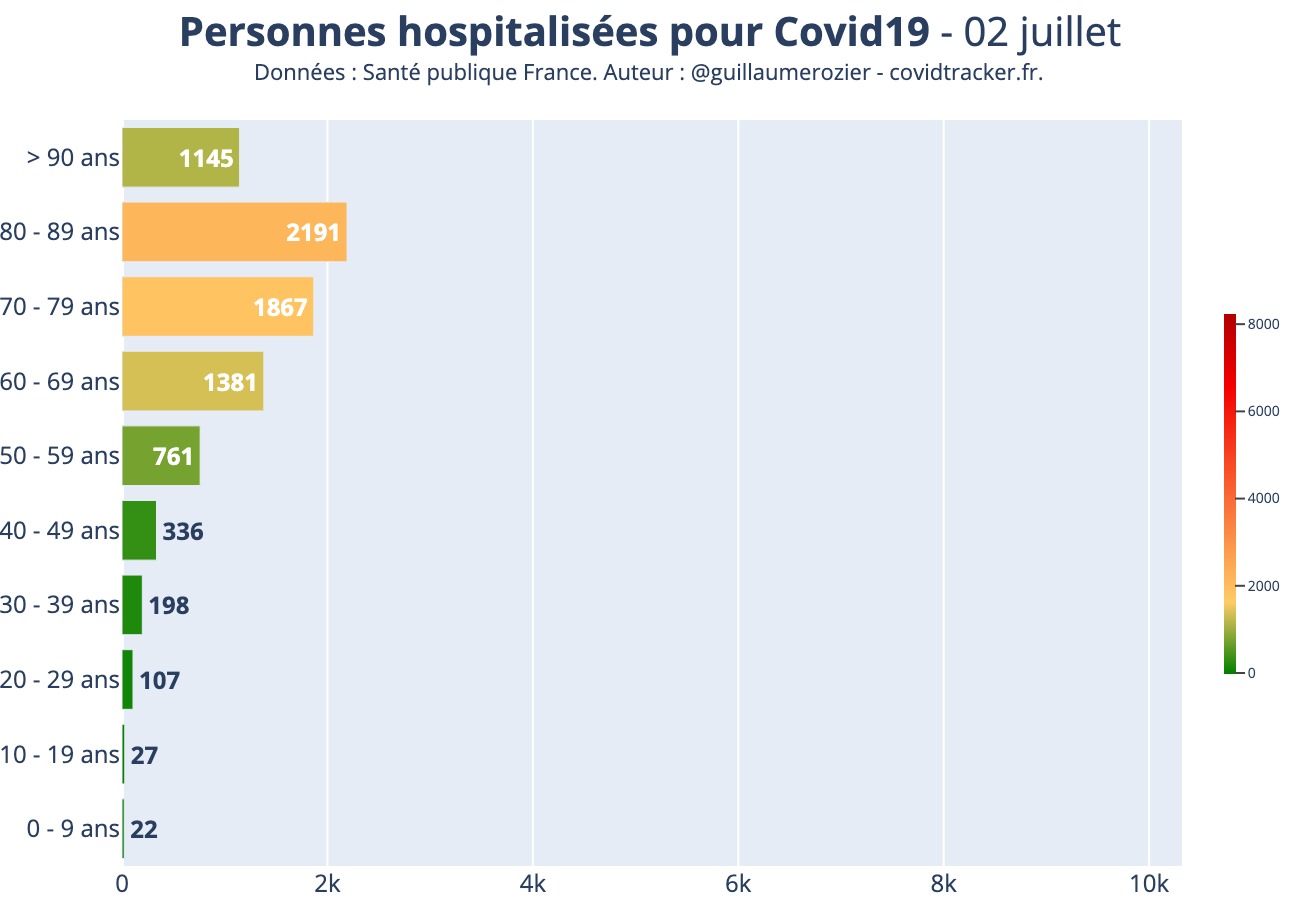 Personnes hospitalisées pour Covid19 - 02 juillet
Données : Santé publique France. Auteur : @guillaumerozier - covidtracker.fr.
> 90 ans 1145
80 - 89 ans 2191
70 - 79 ans 1867
60 - 69 ans 1381
50 - 59 ans 761
40 - 49 ans 336
30 - 39 ans 198
20 - 29 ans 107
10 - 19 ans 27
0 - 9 ans 22
0 2k 4k 6k 8k 10k
8000
6000
4000
2000
0